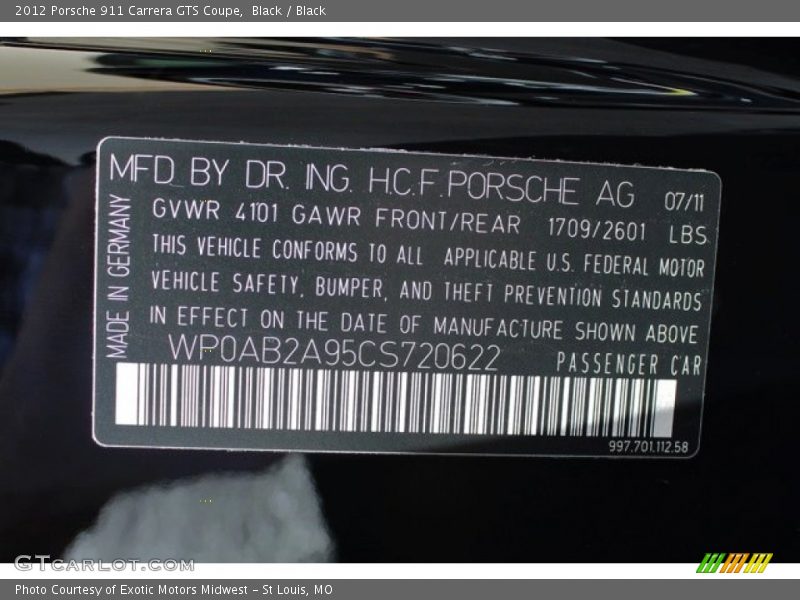 2012 Porsche 911 Carrera GTS Coupe,  Black / Black
MFD BY DR. ING. H.C.F. PORSCHE AG 07/11
GVWR 4101 GAWR FRONT/REAR 1709/2601 LBS
THIS VEHICLE CONFORMS TO ALL APPLICABLE U.S. FEDERAL MOTOR
VEHICLE SAFETY, BUMPER, AND THEFT PREVENTION STANDARDS
IN EFFECT ON THE DATE OF MANUFACTURE SHOWN ABOVE
WP0AB2A95CS720622 PASSENGER CAR
997.701.112.58
MADE IN GERMANY
GTCARLOT.COM
Photo Courtesy of Exotic Motors Midwest - St Louis, MO